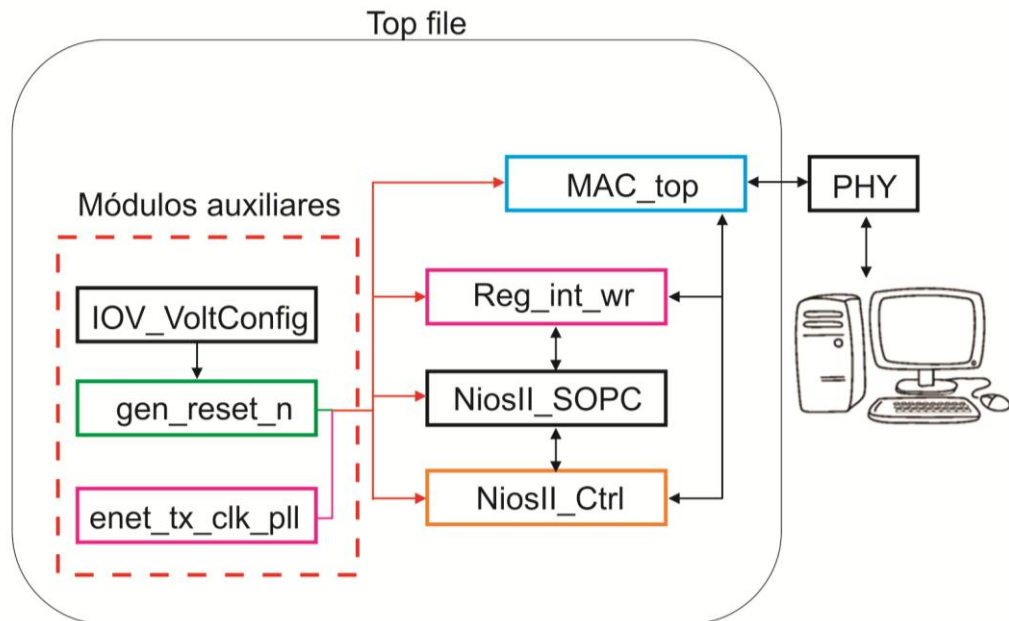 Top file
MAC_top
PHY
Módulos auxiliares
IOV_VoltConfig
Reg_int_wr
gen_reset_n
NiosII_SOPC
enet_tx_clk_pll
NiosII_Ctrl